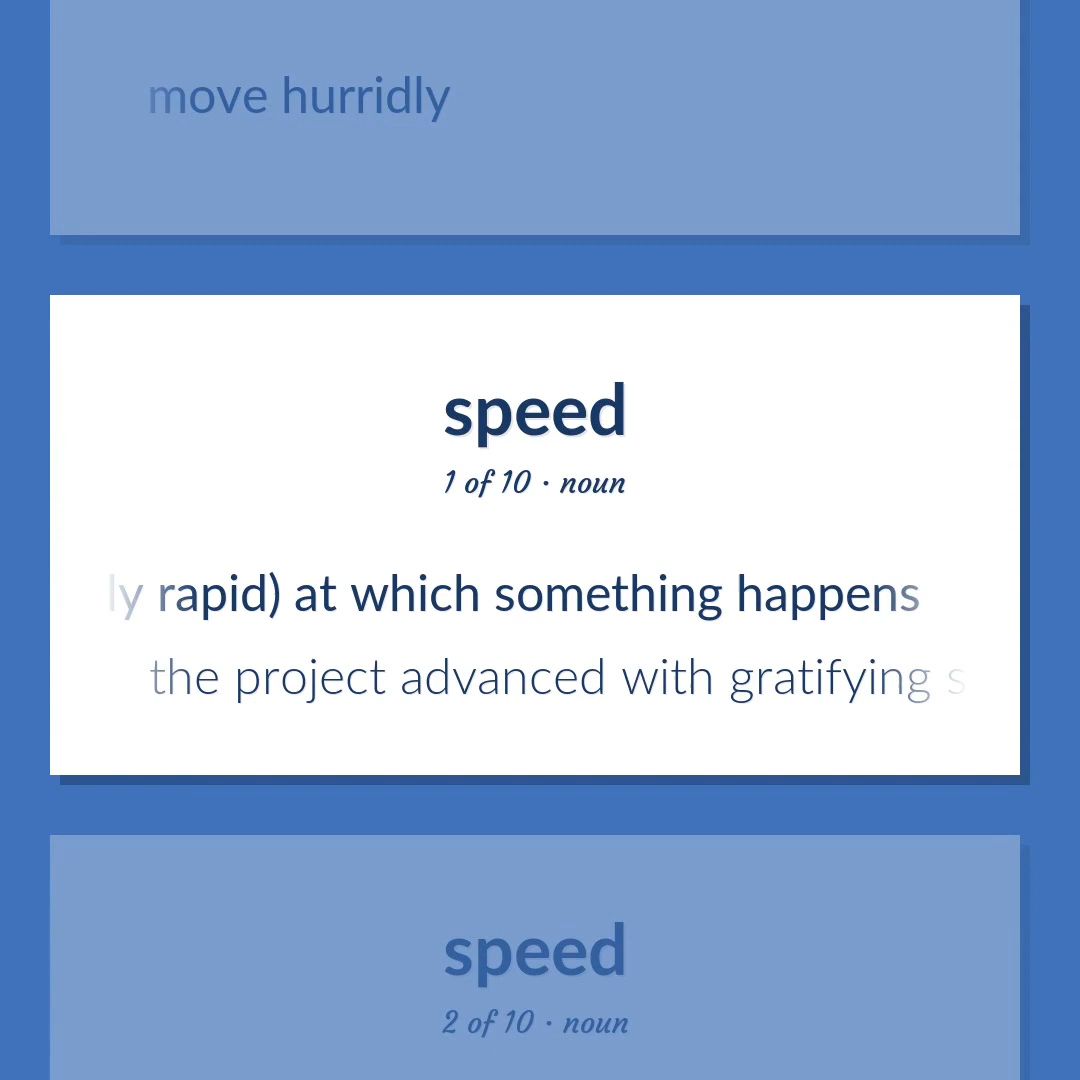 move hurridly
speed
1 of 10 · noun
ly rapid) at which something happens
the project advanced with gratifying s
speed
2 of 10 · noun